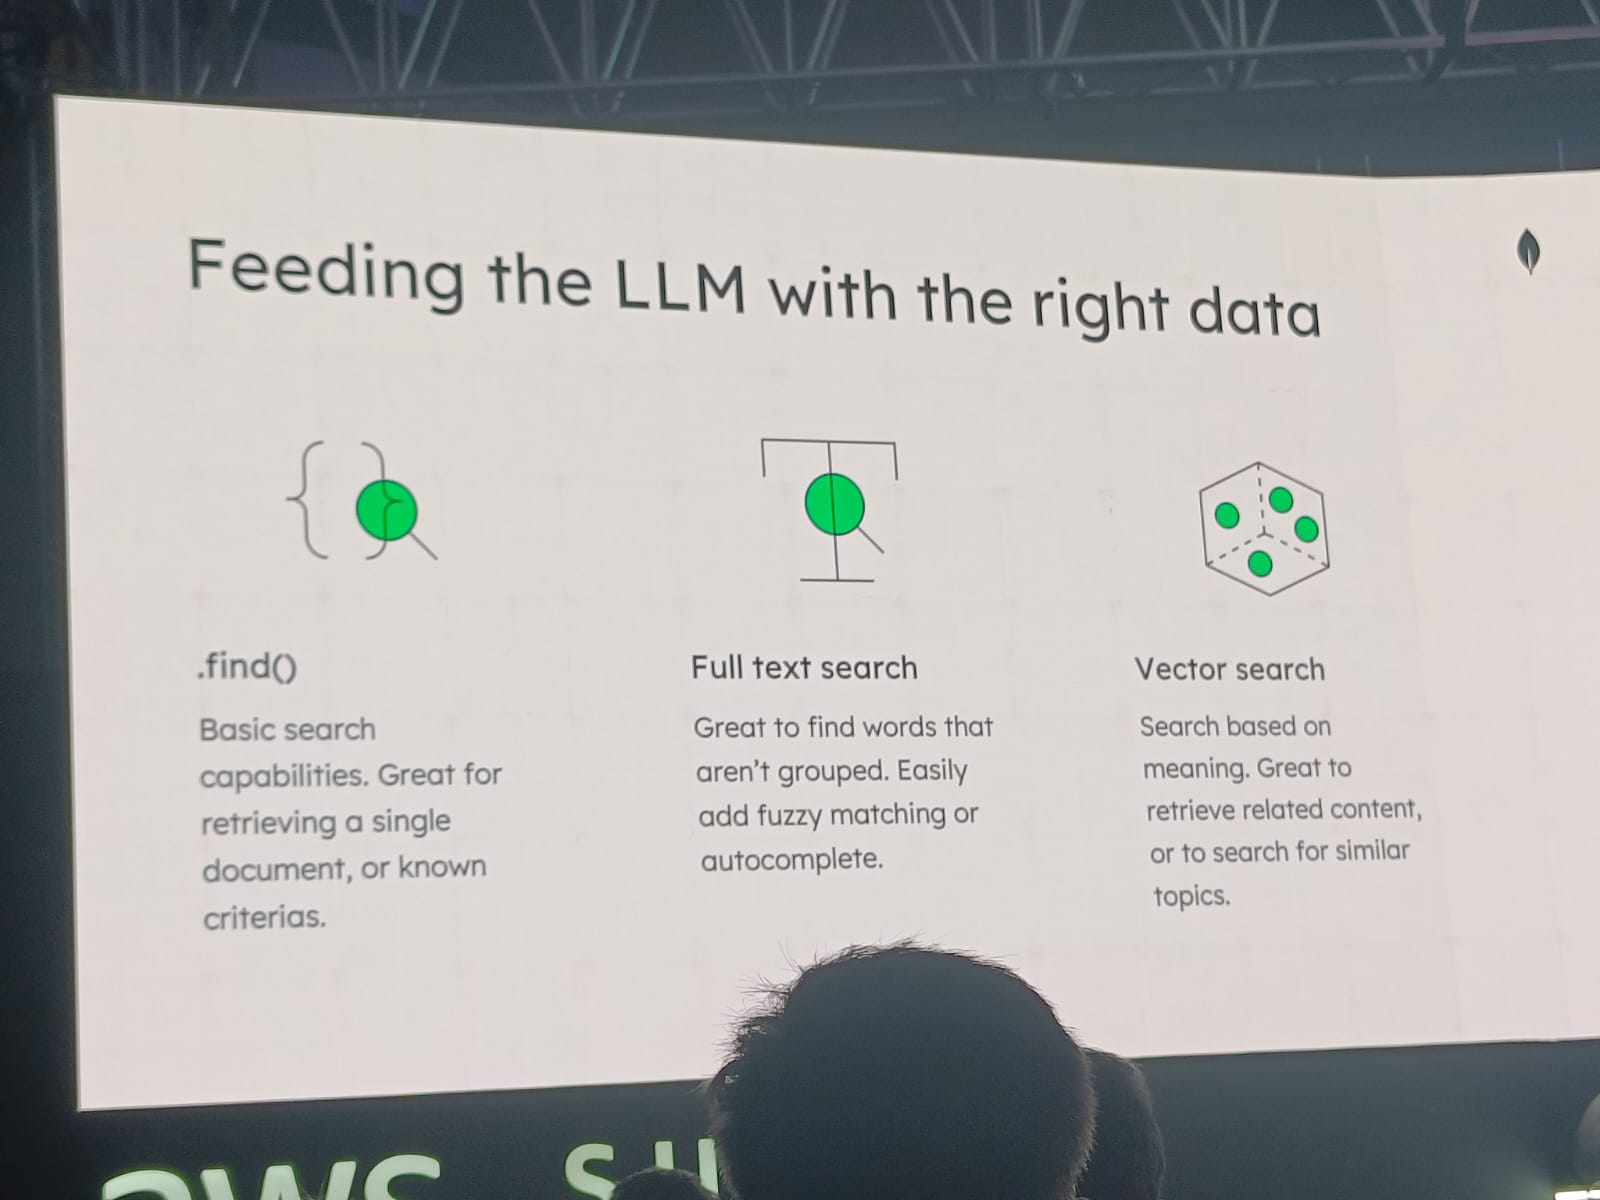 Feeding the LLM with the right data
.find()
Basic search
capabilities. Great for
retrieving a single
document, or known
criterias.
Full text search
Great to find words that
aren't grouped. Easily
add fuzzy matching or
autocomplete.
Vector search
Search based on
meaning. Great to
retrieve related content,
or to search for similar
topics.
aws